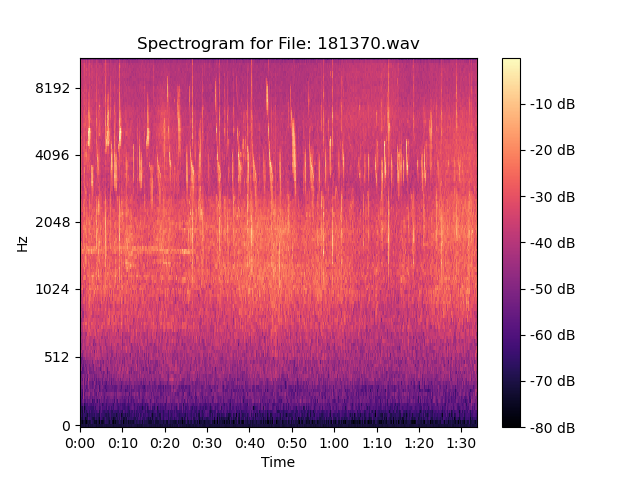 Spectrogram for File: 181370.wav
Hz
8192
4096
2048
1024
512
0
0:00 0:10 0:20 0:30 0:40 0:50 1:00 1:10 1:20 1:30
Time
-10 dB
-20 dB
-30 dB
-40 dB
-50 dB
-60 dB
-70 dB
-80 dB